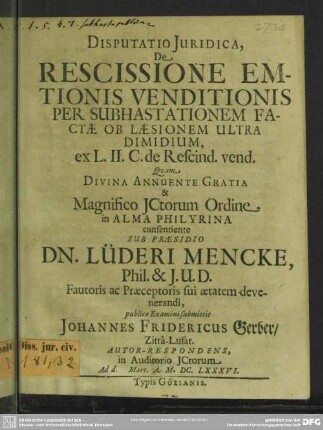 DISPUTATIO JURIDICA,
De
RESCISSIONE EM-
TIONIS VENDITIONIS
PER SUBHASTATIONEM FA-
CTÆ OB LÆSIONEM ULTRA
DIMIDIUM,
ex L. II. C. de Rescind. vend.
Quam
DIVINA ANNUENTE GRATIA
&
Magnifico JCtorum Ordine
in ALMA PHILYRINA
consentiente
SUB PRÆSIDIO
DN. LÜDERI MENCKE,
Phil. & J.U.D.
Fautoris ac Præceptoris sui ætatem deve-
nerandi,
publico Examini submittit
JOHANNES FRIDERICUS Gerber/
Zittâ-Lusat.
AUTOR-RESPONDENS,
in Auditorio JCtorum
Ad d. Mart. A. M. DC. LXXXVI.
Typis GÖZIANIS.
Diss. jur. civ.